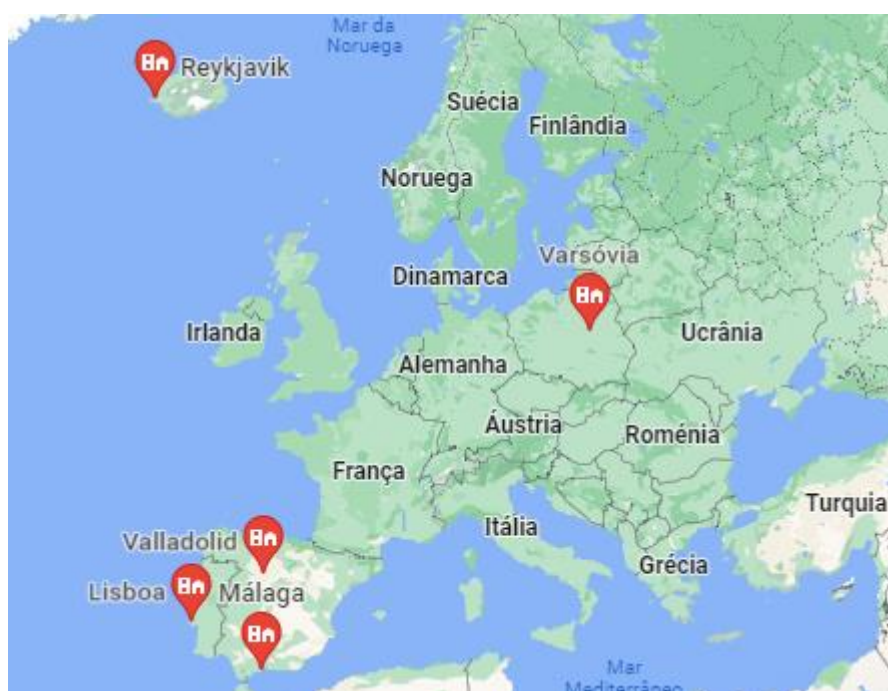 Mar da
Noruega
Reykjavik
Suécia
Finlândia
Noruega
Varsóvia
Dinamarca
Irlanda
Ucrânia
Alemanha
Áustria
Roménia
França
Turquia
Itália
Valladolid
Grécia
Lisboa
Málaga
Mar
Mediterrâneo